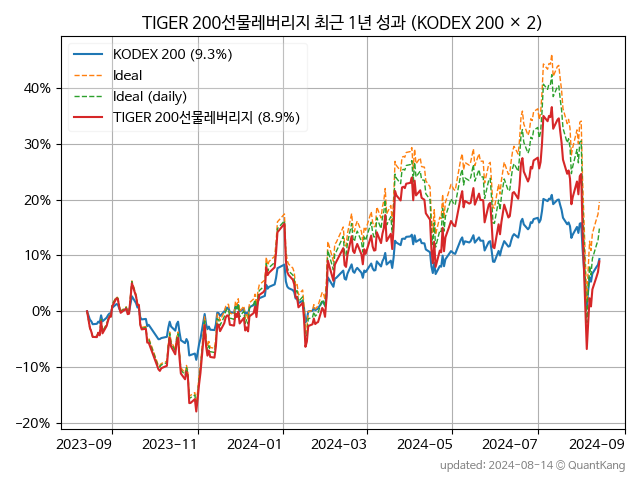 TIGER 200선물레버리지 최근 1년 성과 (KODEX 200 × 2)
KODEX 200 (9.3%)
Ideal
Ideal (daily)
TIGER 200선물레버리지 (8.9%)
40%
30%
20%
10%
0%
−10%
−20%
2023-09 2023-11 2024-01 2024-03 2024-05 2024-07 2024-09
updated: 2024-08-14 © QuantKang